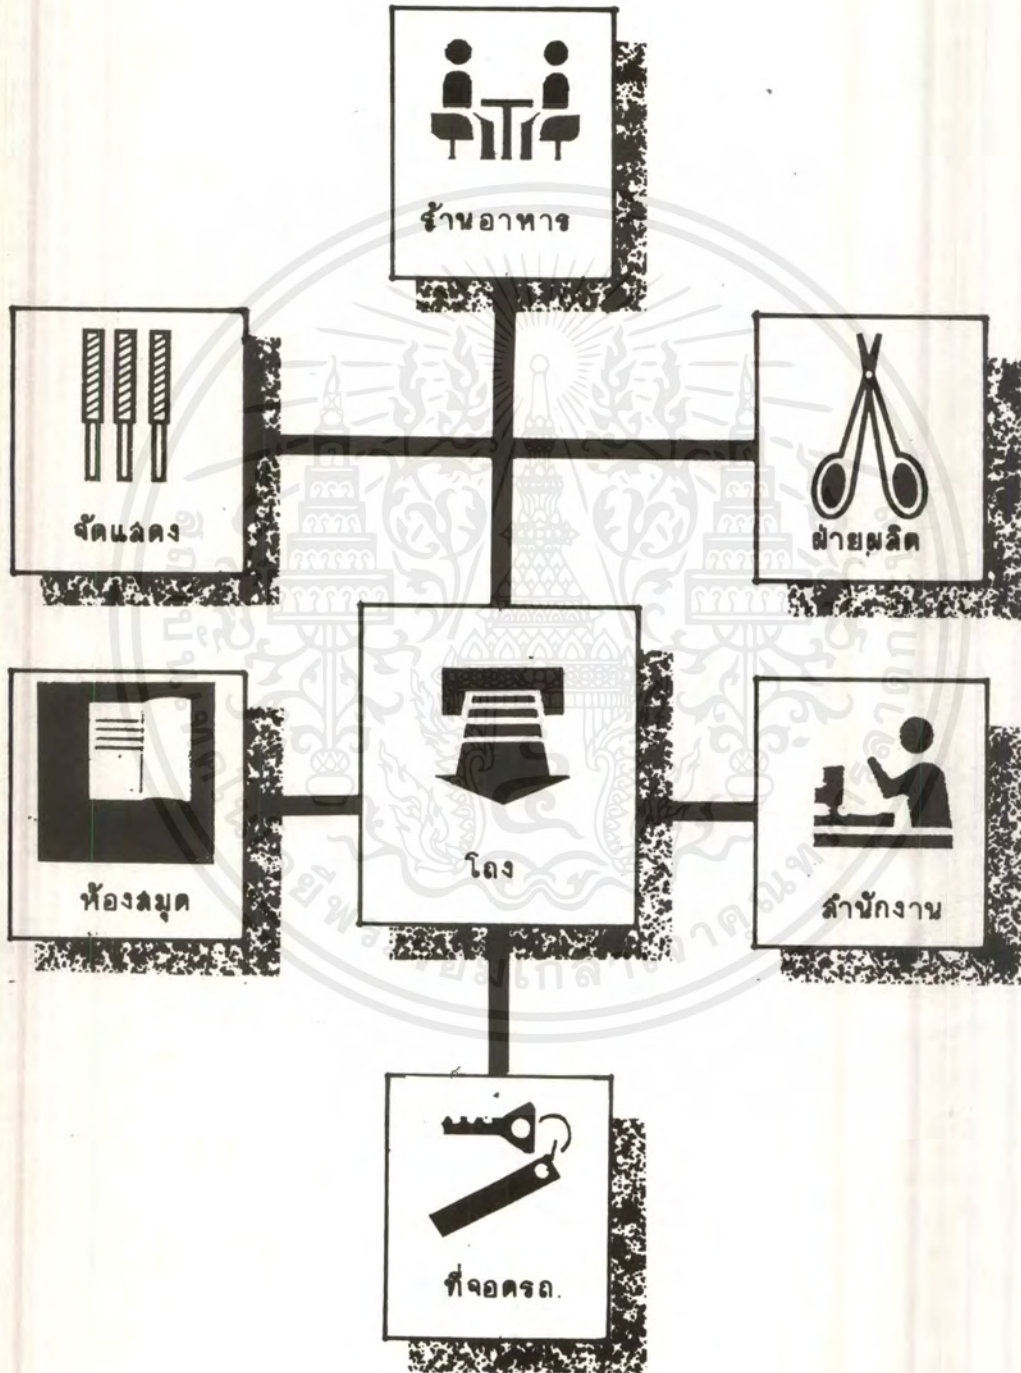 ร้านอาหาร
จัดแสดง
ฝ่ายผลิต
ห้องสมุด
โถง
สำนักงาน
ที่จอดรถ.